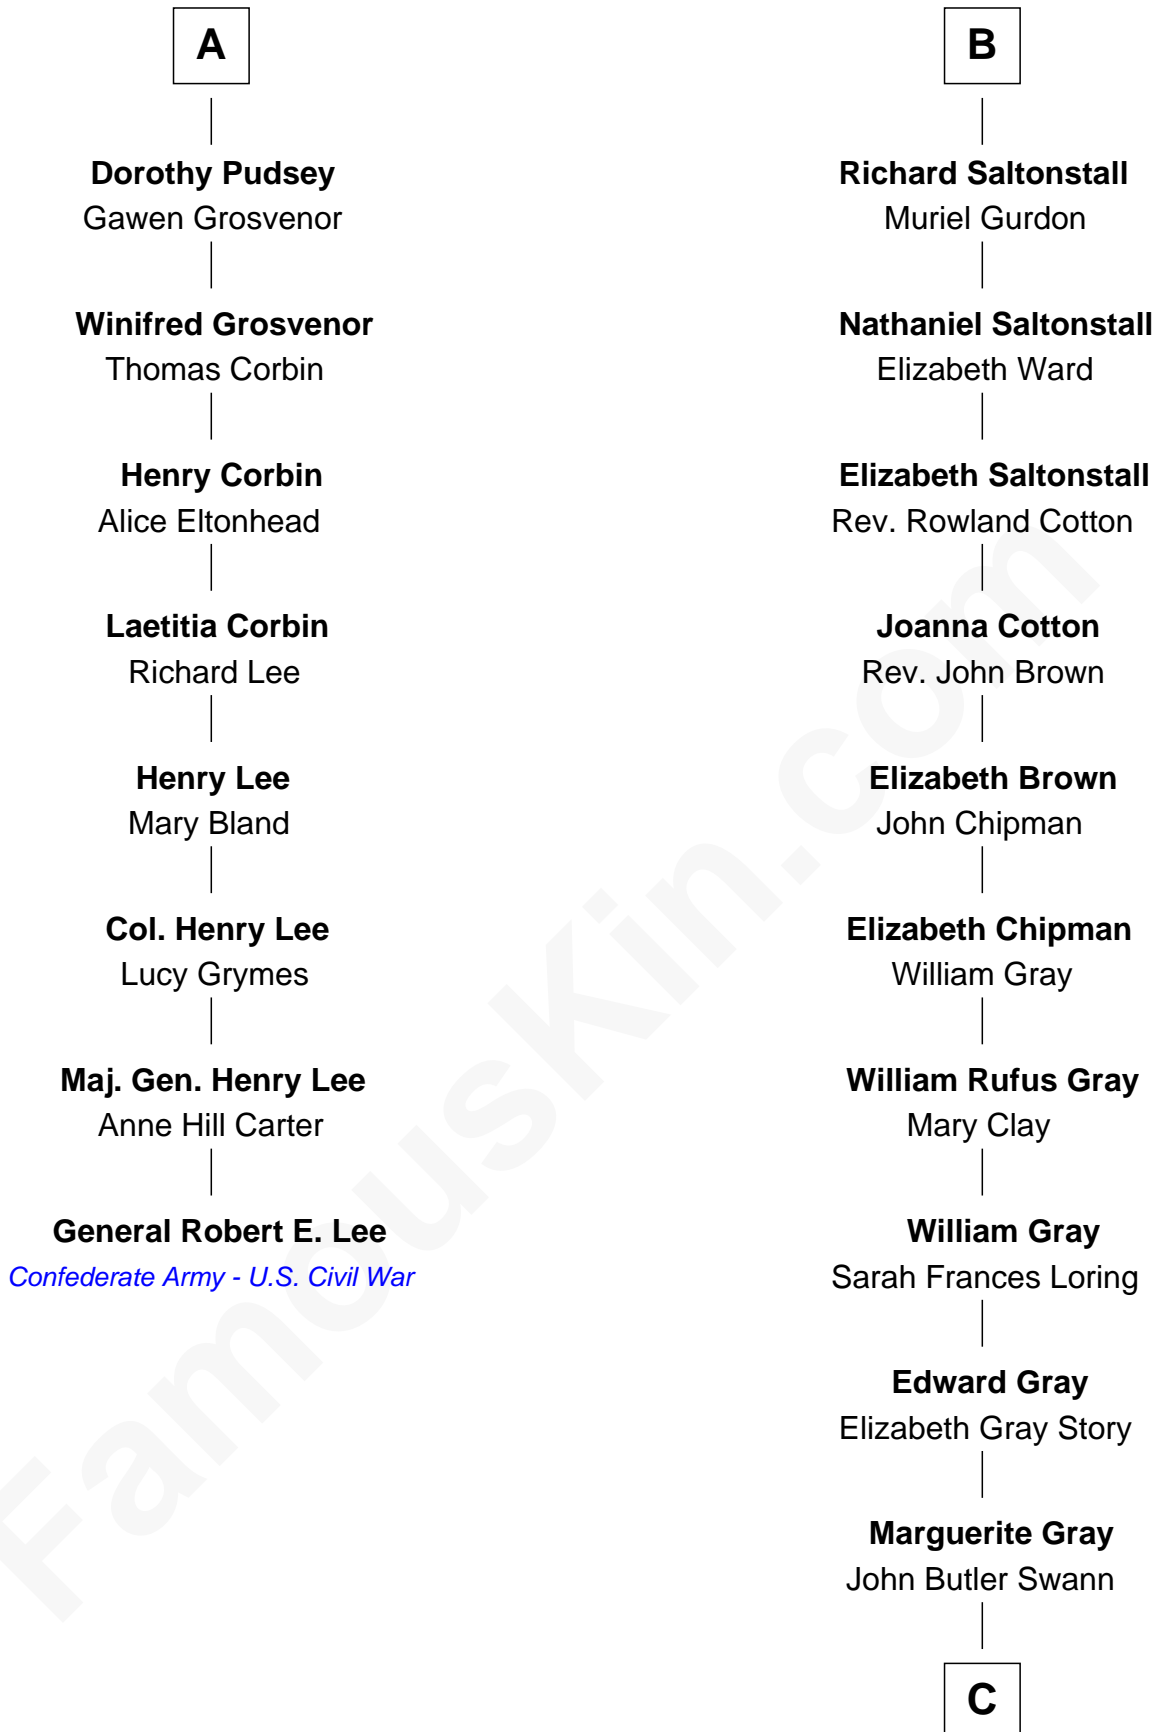 A
Dorothy Pudsey
Gawen Grosvenor
Winifred Grosvenor
Thomas Corbin
Henry Corbin
Alice Eltonhead
Laetitia Corbin
Richard Lee
Henry Lee
Mary Bland
Col. Henry Lee
Lucy Grymes
Maj. Gen. Henry Lee
Anne Hill Carter
General Robert E. Lee
Confederate Army - U.S. Civil War
B
Richard Saltonstall
Muriel Gurdon
Nathaniel Saltonstall
Elizabeth Ward
Elizabeth Saltonstall
Rev. Rowland Cotton
Joanna Cotton
Rev. John Brown
Elizabeth Brown
John Chipman
Elizabeth Chipman
William Gray
William Rufus Gray
Mary Clay
William Gray
Sarah Frances Loring
Edward Gray
Elizabeth Gray Story
Marguerite Gray
John Butler Swann
C
FamousKin.com